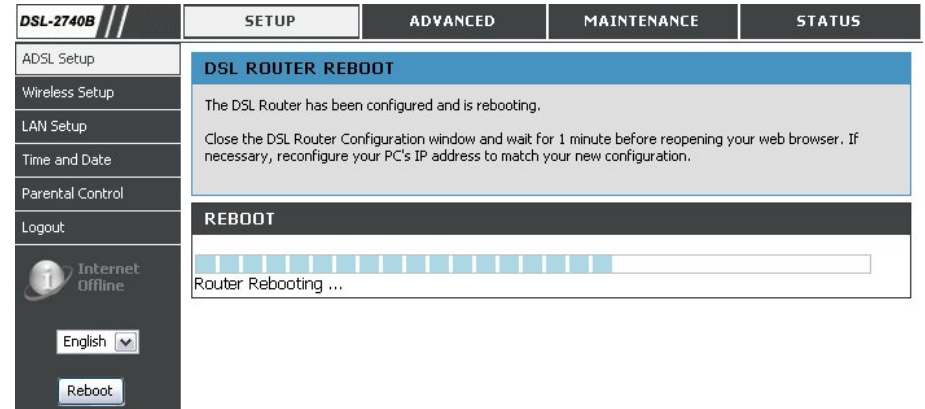 DSL-2740B
SETUP
ADVANCED
MAINTENANCE
STATUS
ADSL Setup
Wireless Setup
LAN Setup
Time and Date
Parental Control
Logout
Internet
Offline
English
Reboot
DSL ROUTER REBOOT
The DSL Router has been configured and is rebooting.
Close the DSL Router Configuration window and wait for 1 minute before reopening your web browser. If
necessary, reconfigure your PC's IP address to match your new configuration.
REBOOT
Router Rebooting ...